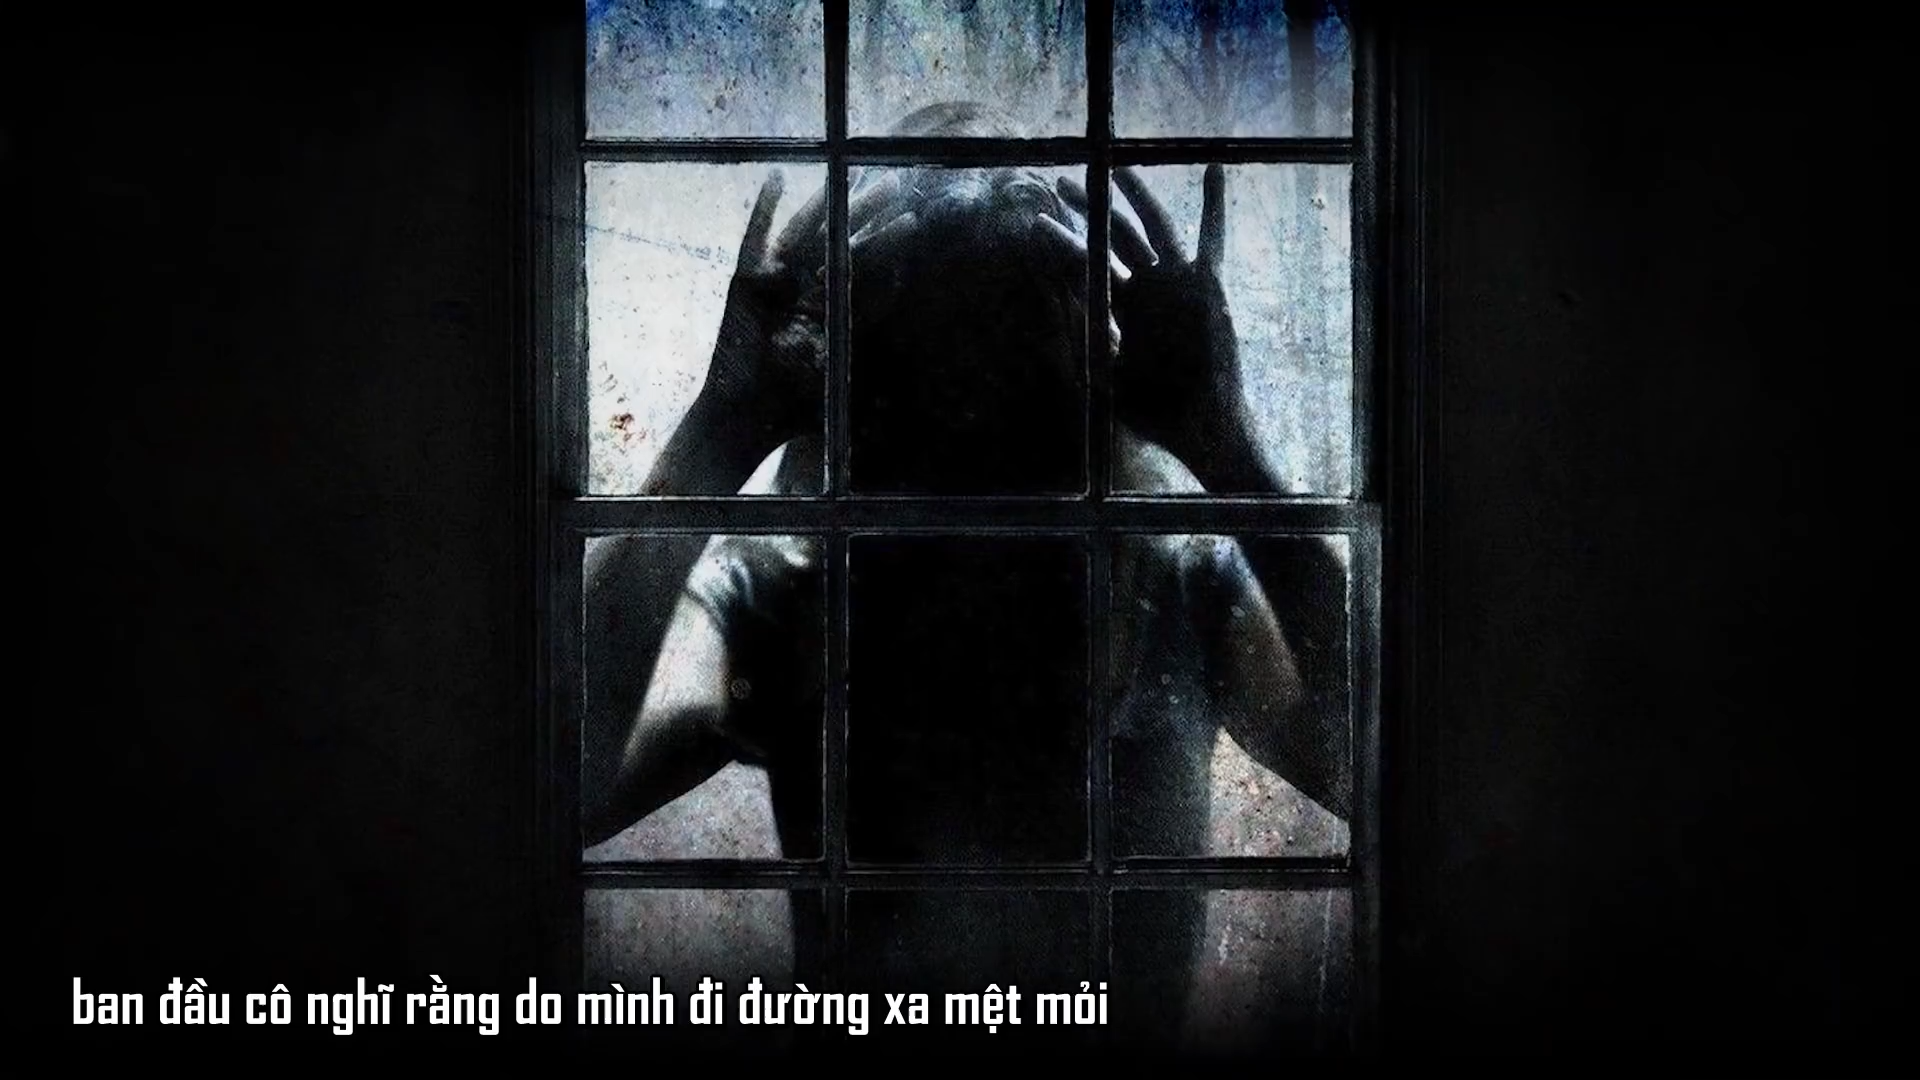 ban đầu cô nghĩ rằng do mình đi đường xa mệt mỏi